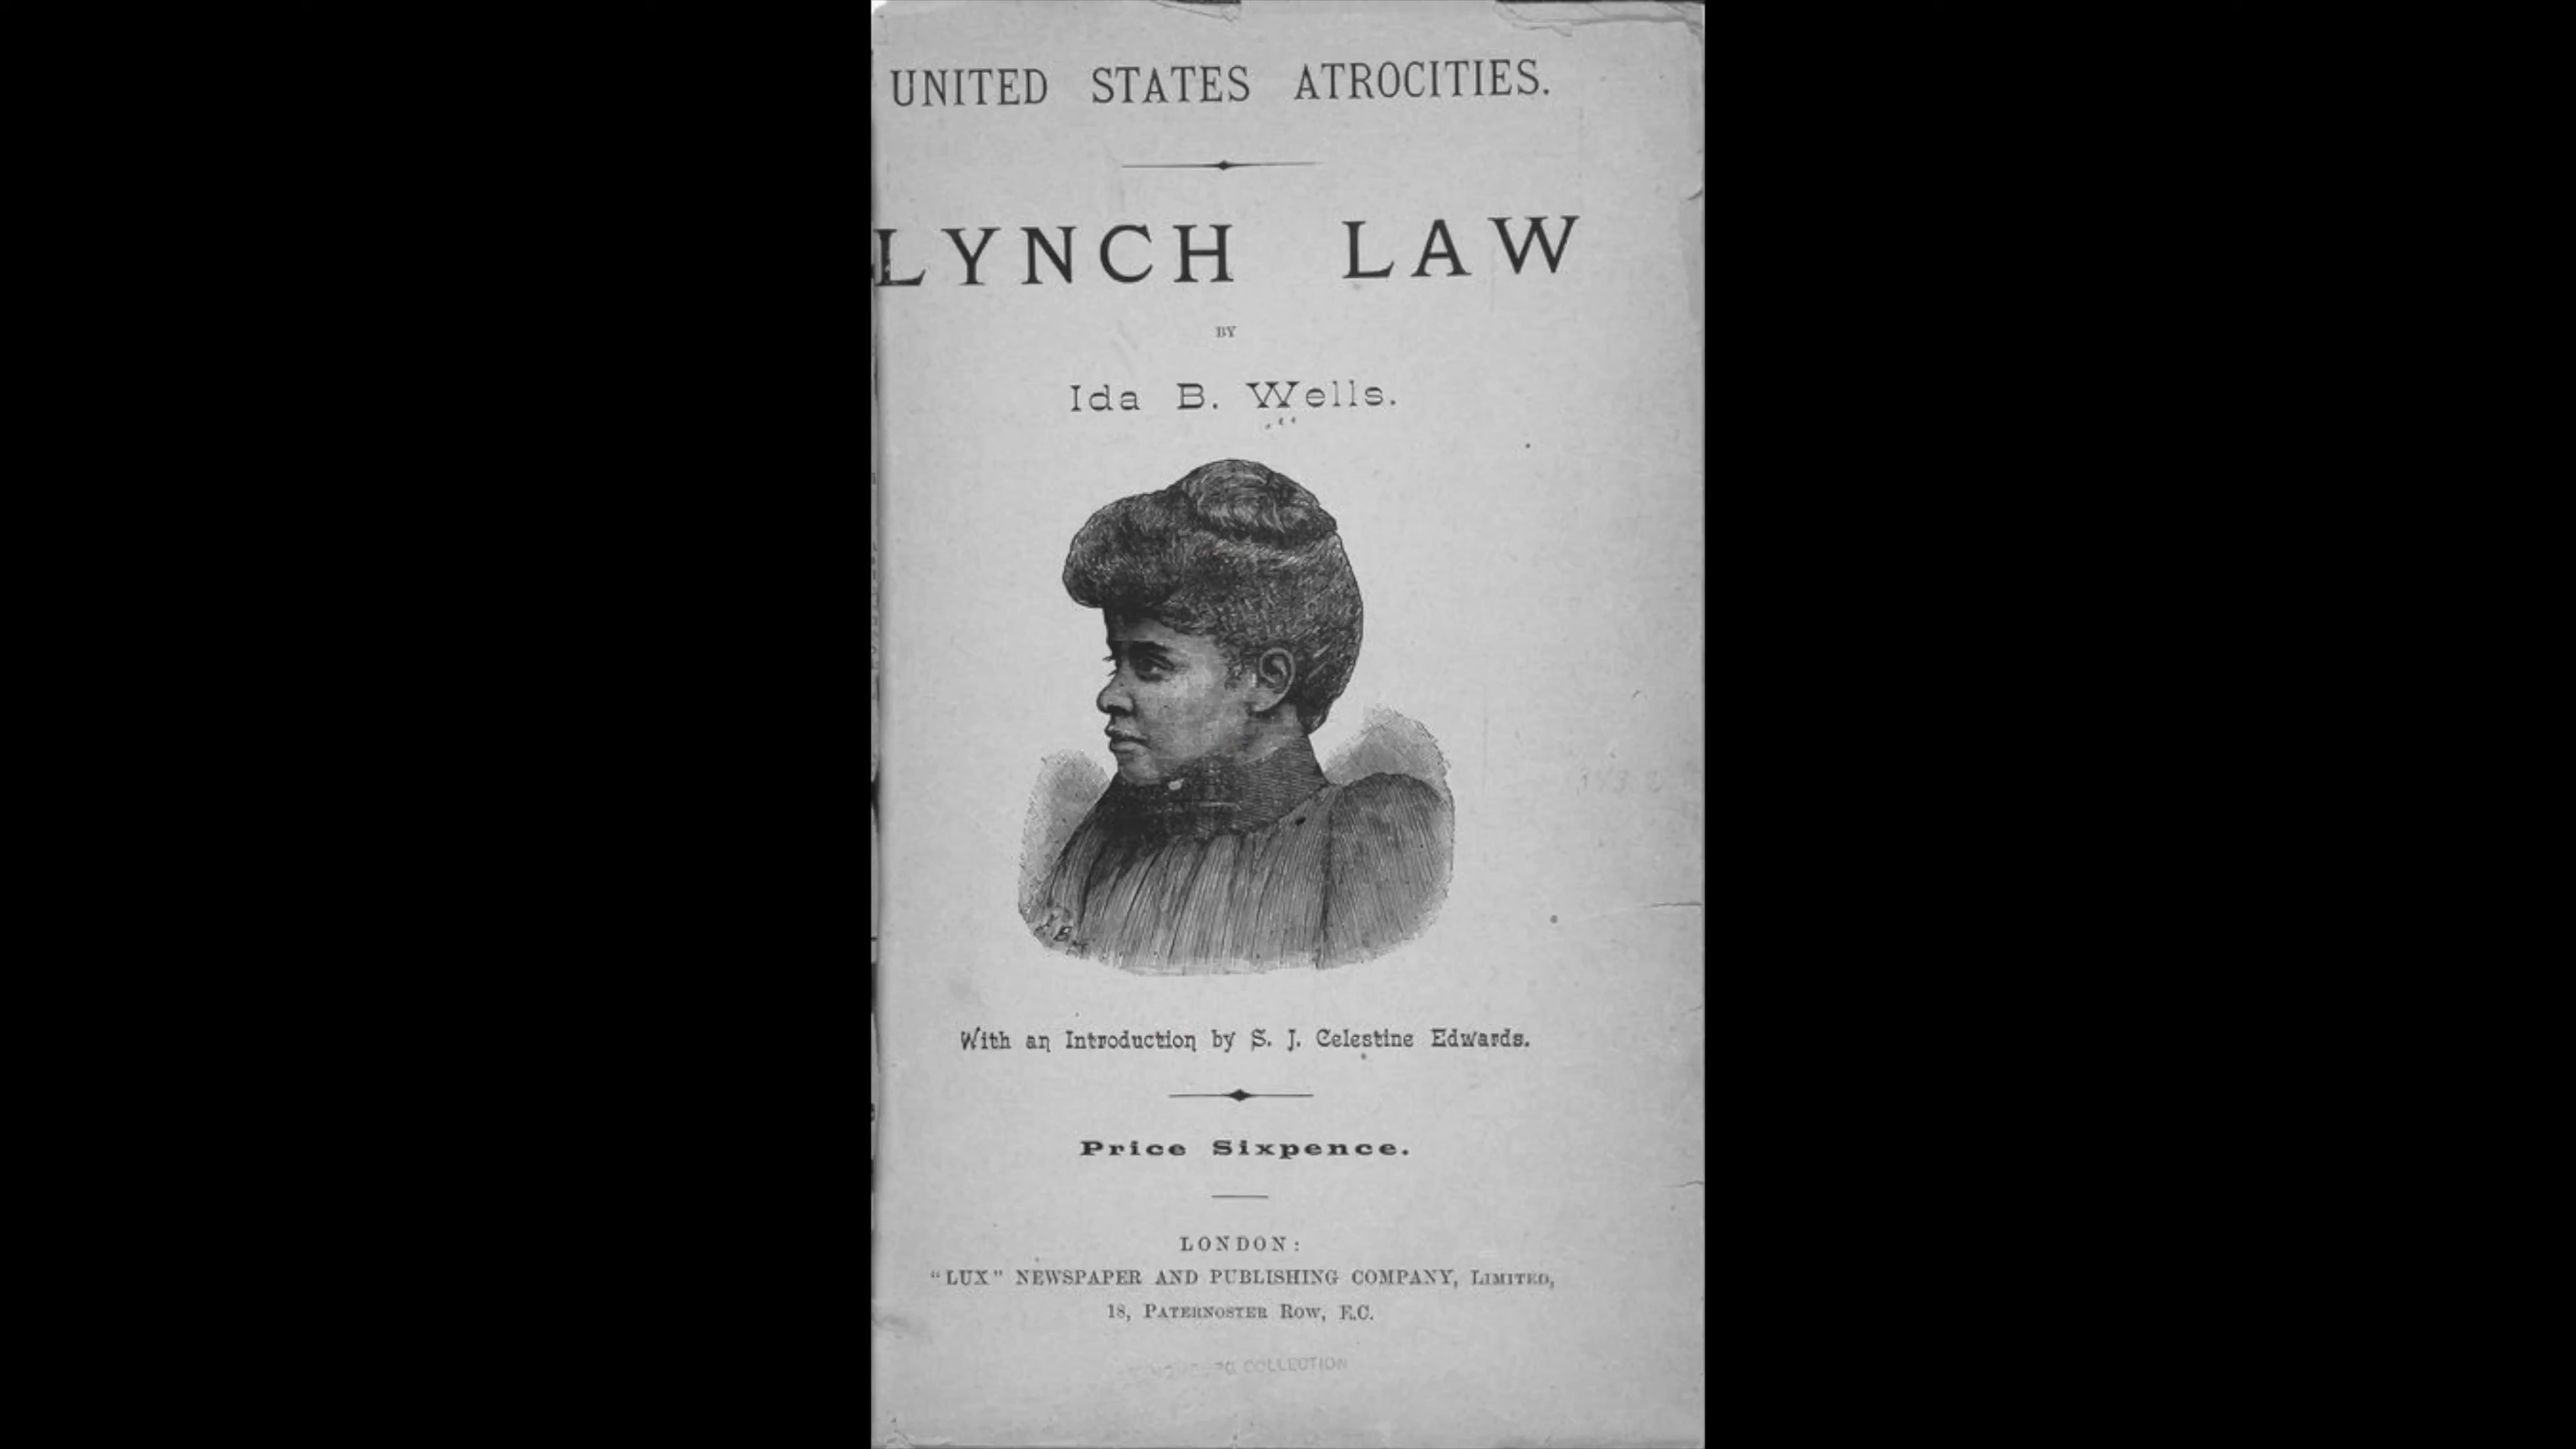 UNITED STATES ATROCITIES.
LYNCH LAW
BY
Ida B. Wells.
With an Introduction by S. J. Celestine Edwards.
Price Sixpence.
LONDON:
"LUX" NEWSPAPER AND PUBLISHING COMPANY, LIMITED,
18, PATERNOSTER ROW, E.C.
COLLECTION